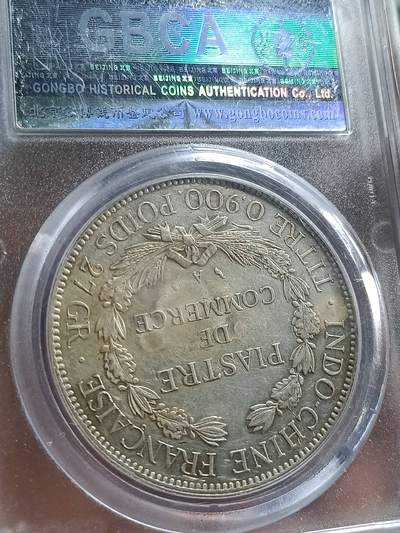 GBCA
GONGBO HISTORICAL COINS AUTHENTICATION Co., Ltd.
www.gongbocoins.com
INDO-CHINE FRANÇAISE
PIASTRE
DE
COMMERCE
A
TITRE 0,900 POIDS 27 GR.